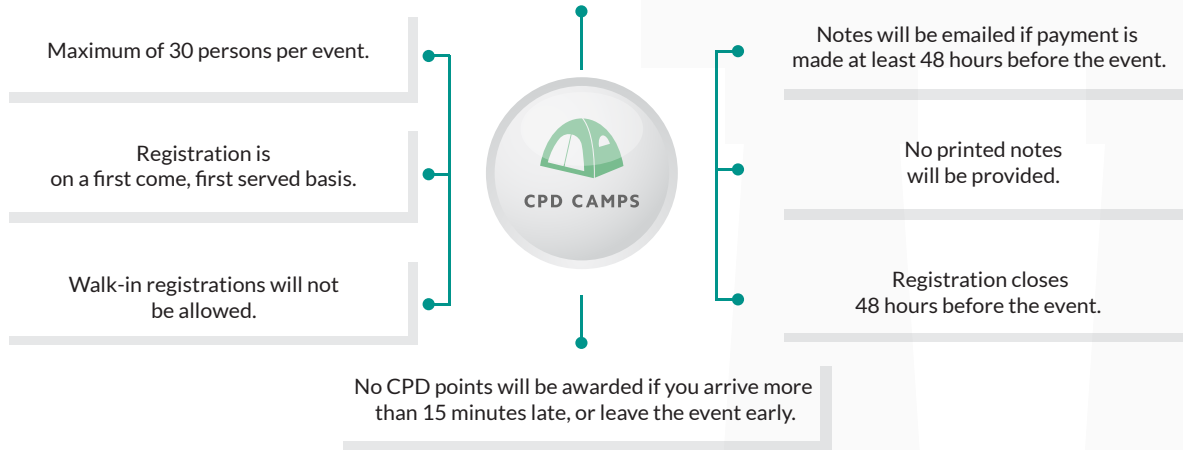 Maximum of 30 persons per event.
Registration is
on a first come, first served basis.
Walk-in registrations will not
be allowed.
CPD CAMPS
Notes will be emailed if payment is
made at least 48 hours before the event.
No printed notes
will be provided.
Registration closes
48 hours before the event.
No CPD points will be awarded if you arrive more
than 15 minutes late, or leave the event early.